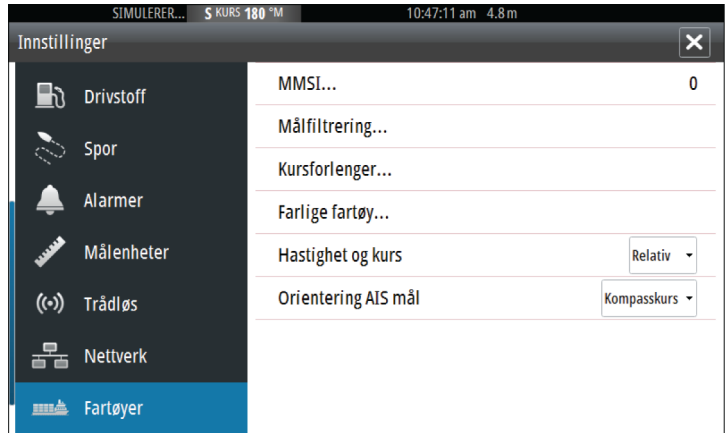 SIMULERER... S KURS 180 °M 10:47:11 am 4.8 m
Innstillinger
Drivstoff
Spor
Alarmer
Målenheter
Trådløs
Nettverk
Fartøyer
MMSI... 0
Målfiltrering...
Kursforlenger...
Farlige fartøy...
Hastighet og kurs Relativ
Orientering AIS mål Kompasskurs